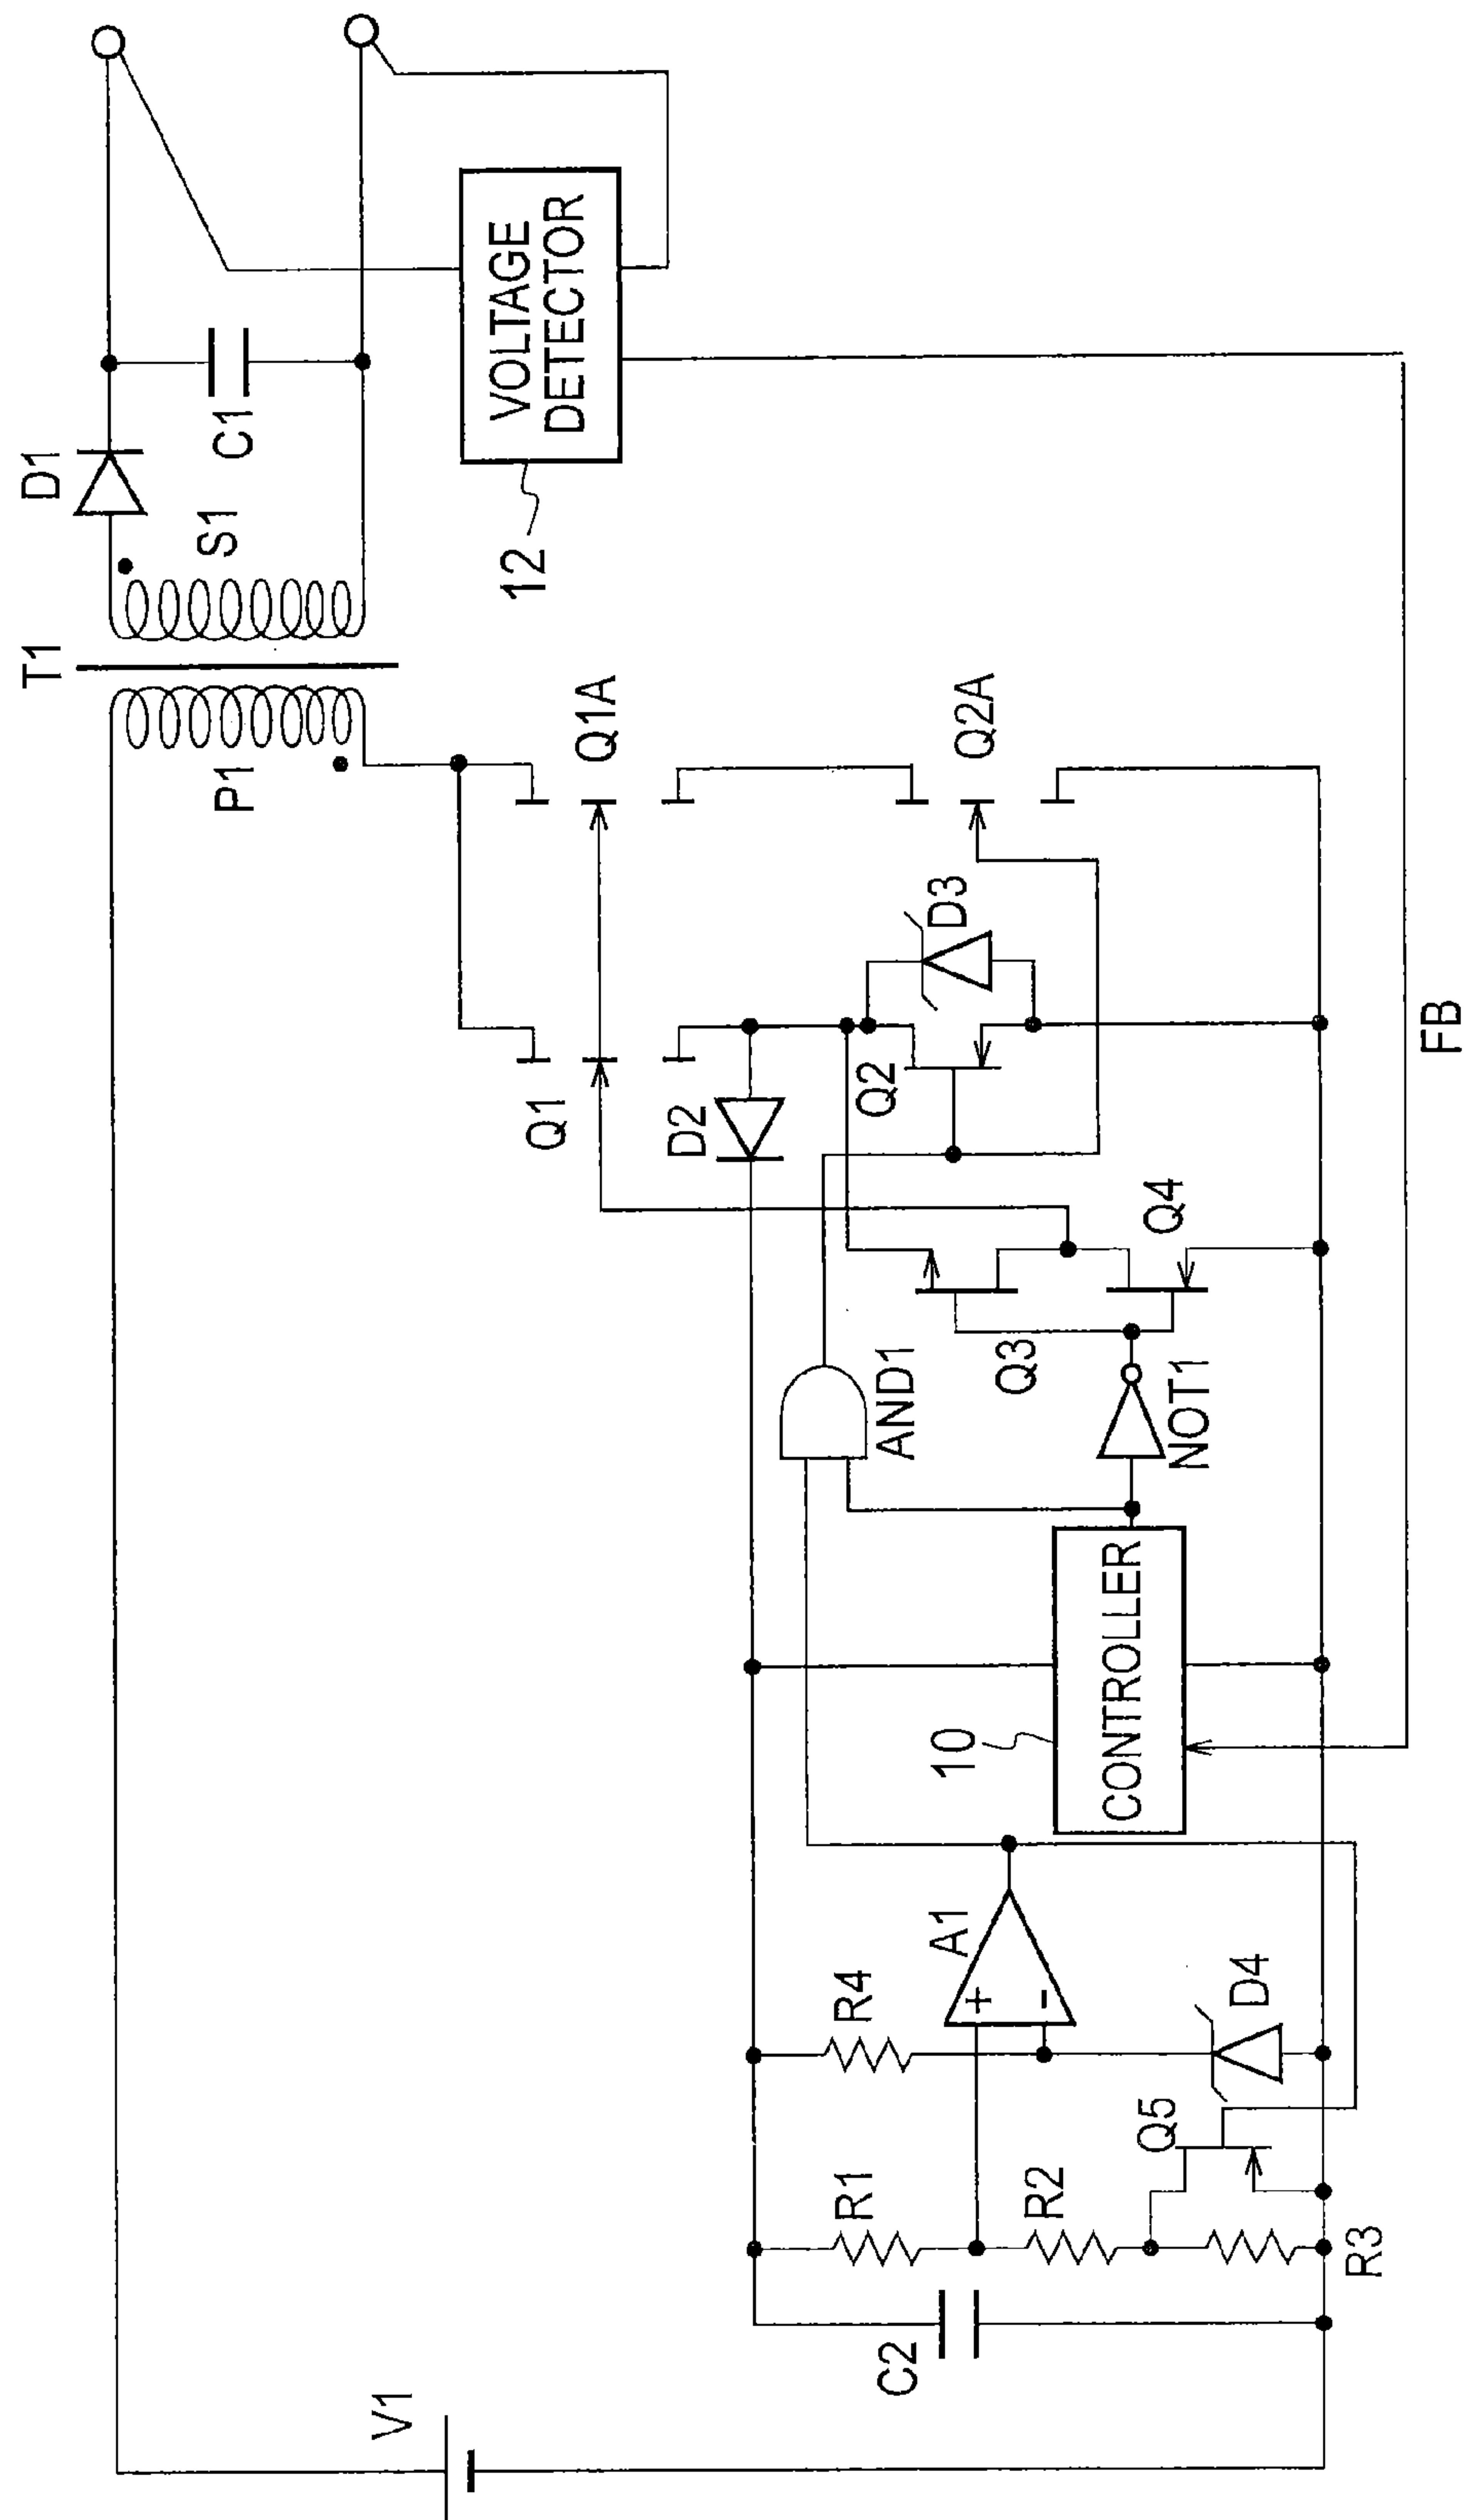 T1
D1
P1
S1
C1
12
VOLTAGE
DETECTOR
V1
Q1
Q1A
D2
Q2
Q2A
D3
C2
R1
R4
A1
+
-
10
AND1
R2
Q3
Q5
D4
CONTROLLER
NOT1
Q4
R3
FB